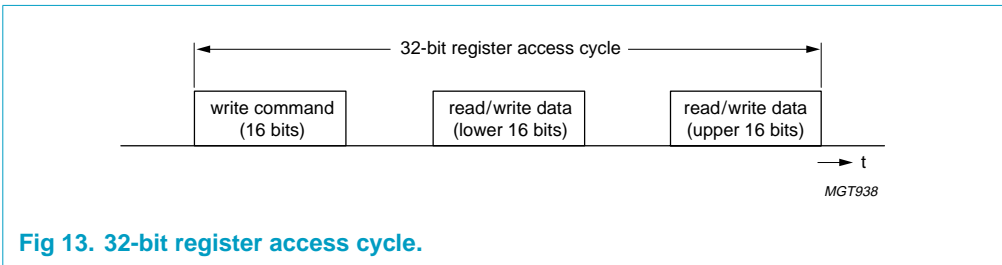 32-bit register access cycle
write command
(16 bits)
read/write data
(lower 16 bits)
read/write data
(upper 16 bits)
t
MGT938
Fig 13. 32-bit register access cycle.